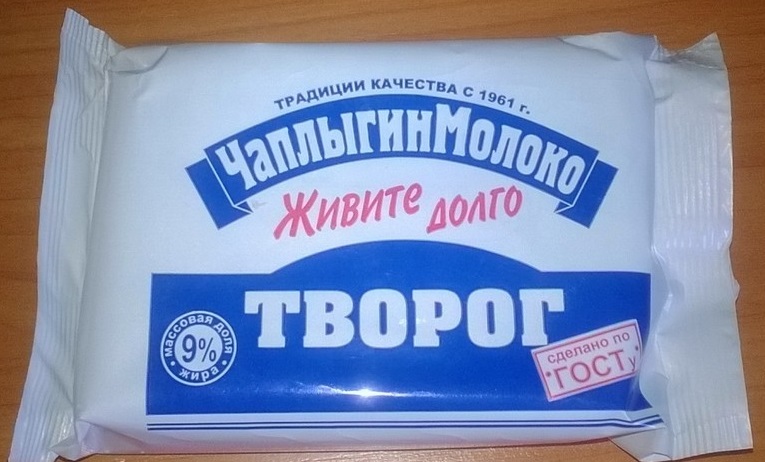 ТРАДИЦИИ КАЧЕСТВА С 1961 г.
ЧАПЛЫГИНМОЛОКО
Живите долго
ТВОРОГ
массовая доля
9%
жира
сделано по
ГОСТу